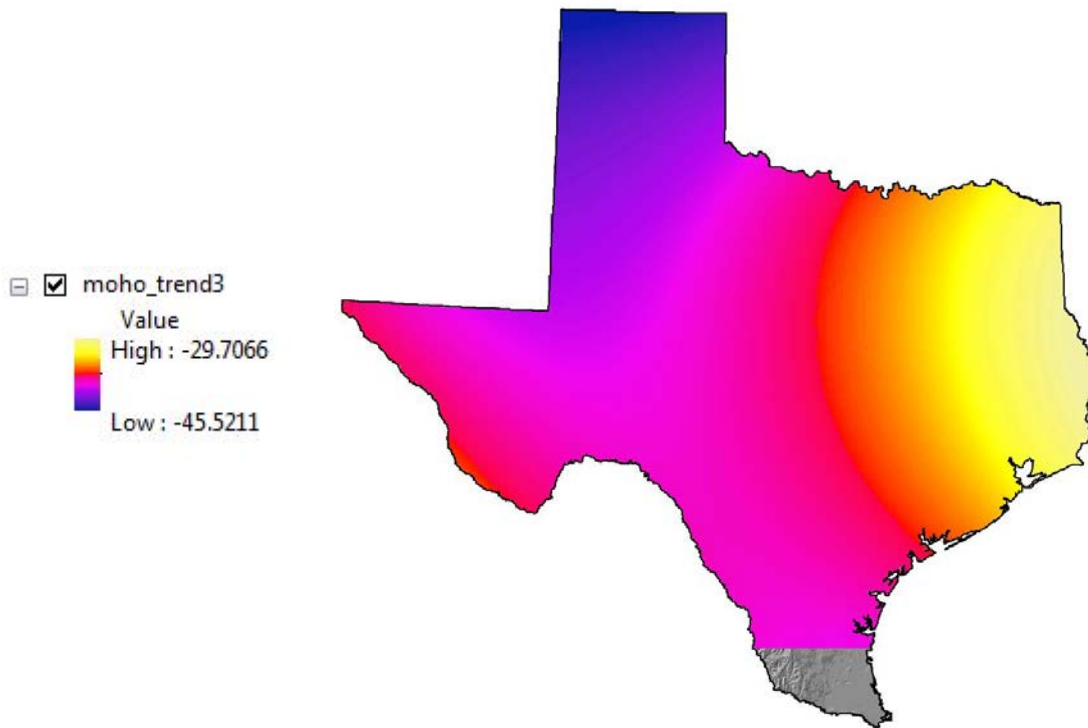 moho_trend3
Value
High : -29.7066
Low : -45.5211